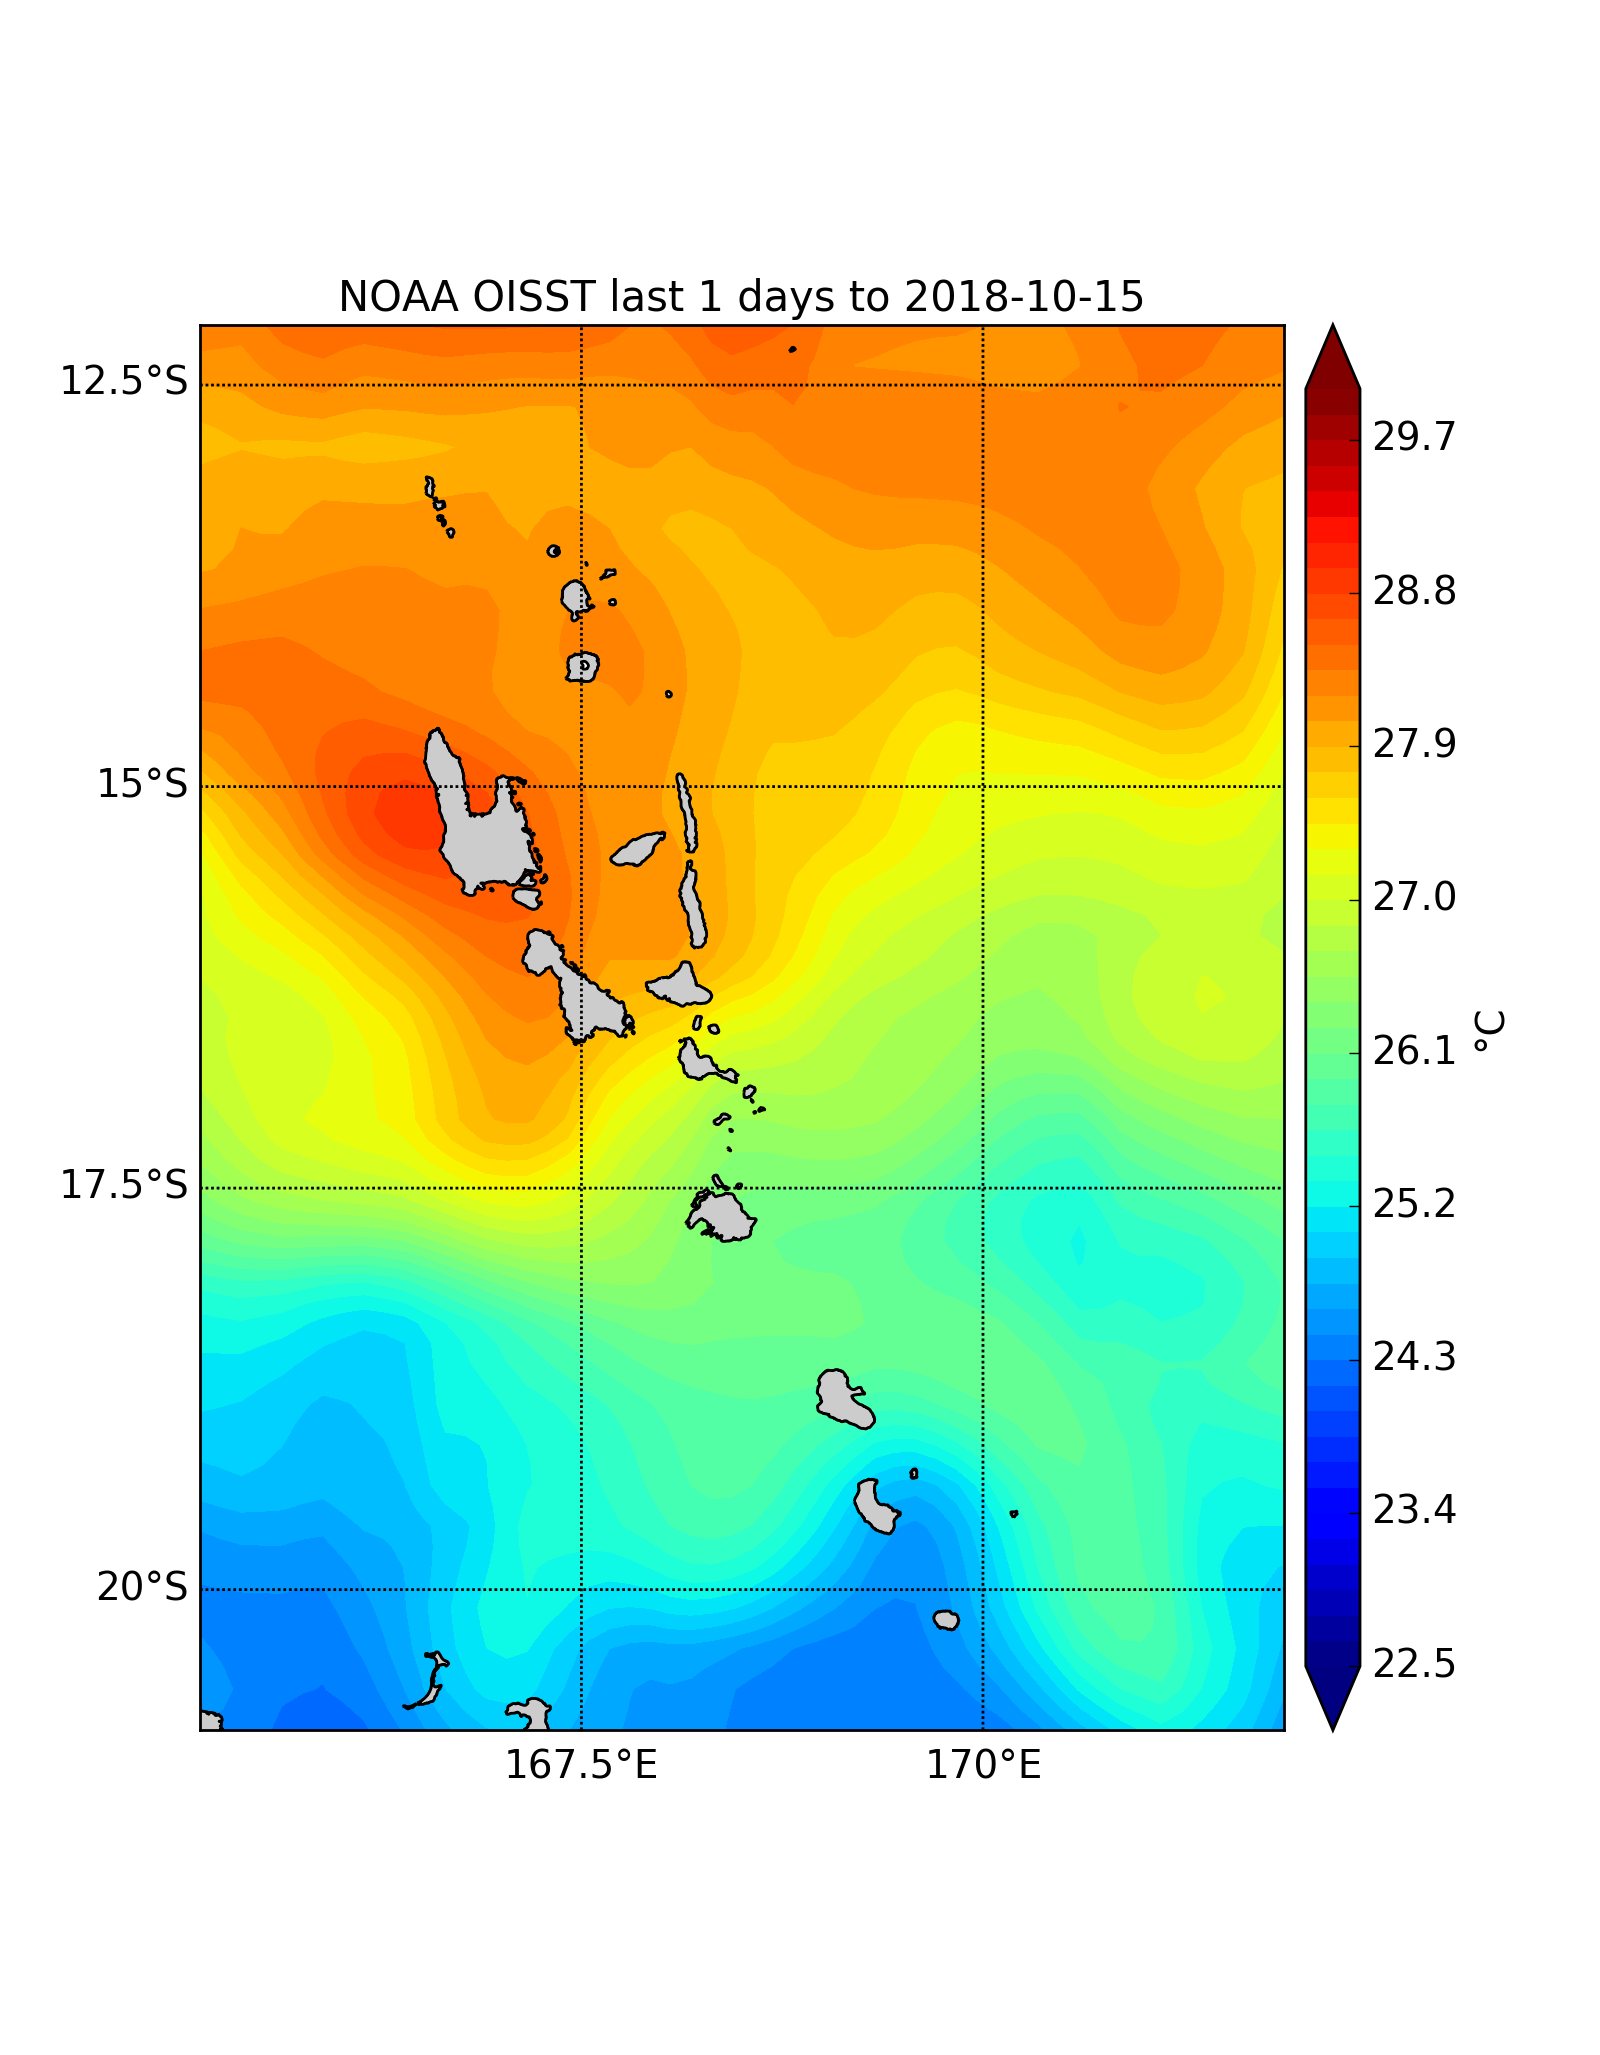 NOAA OISST last 1 days to 2018-10-15
12.5°S
15°S
17.5°S
20°S
167.5°E
170°E
29.7
28.8
27.9
27.0
26.1
25.2
24.3
23.4
22.5
°C